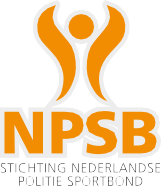 NPSB
STICHTING NEDERLANDSE
POLITIE SPORTBOND